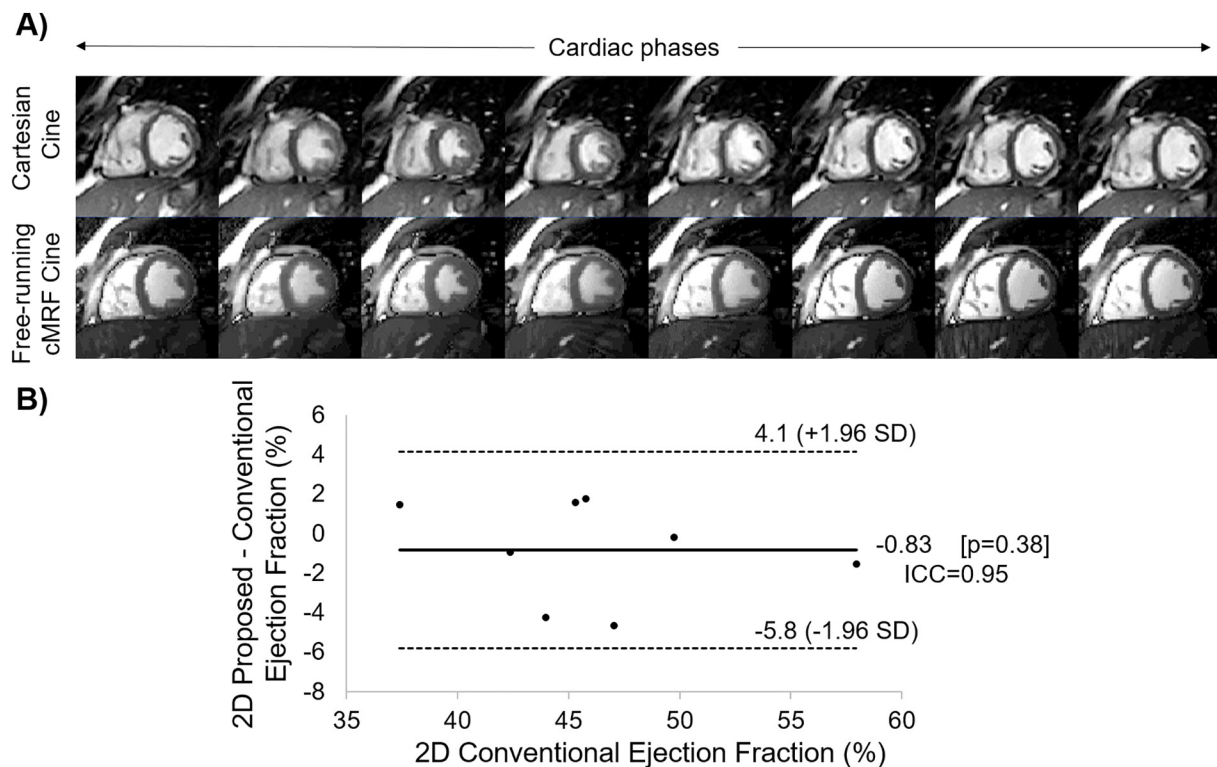 A)
Cardiac phases
Cartesian
Cine
Free-running
cMRF Cine
B)
2D Proposed - Conventional
Ejection Fraction (%)
6
4
2
0
-2
-4
-6
-8
4.1 (+1.96 SD)
-0.83 [p=0.38]
ICC=0.95
-5.8 (-1.96 SD)
35 40 45 50 55 60
2D Conventional Ejection Fraction (%)